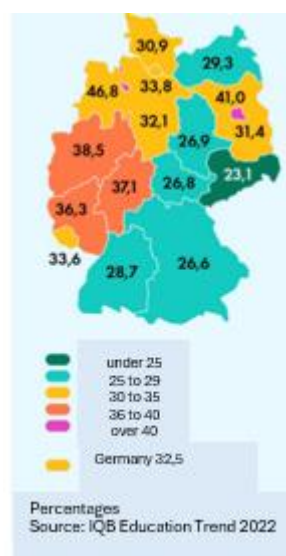 30,9
29,3
46,8
33,8
41,0
32,1
31,4
26,9
38,5
23,1
26,8
37,1
36,3
33,6
28,7
26,6
under 25
25 to 29
30 to 35
36 to 40
over 40
Germany 32,5
Percentages
Source: IQB Education Trend 2022